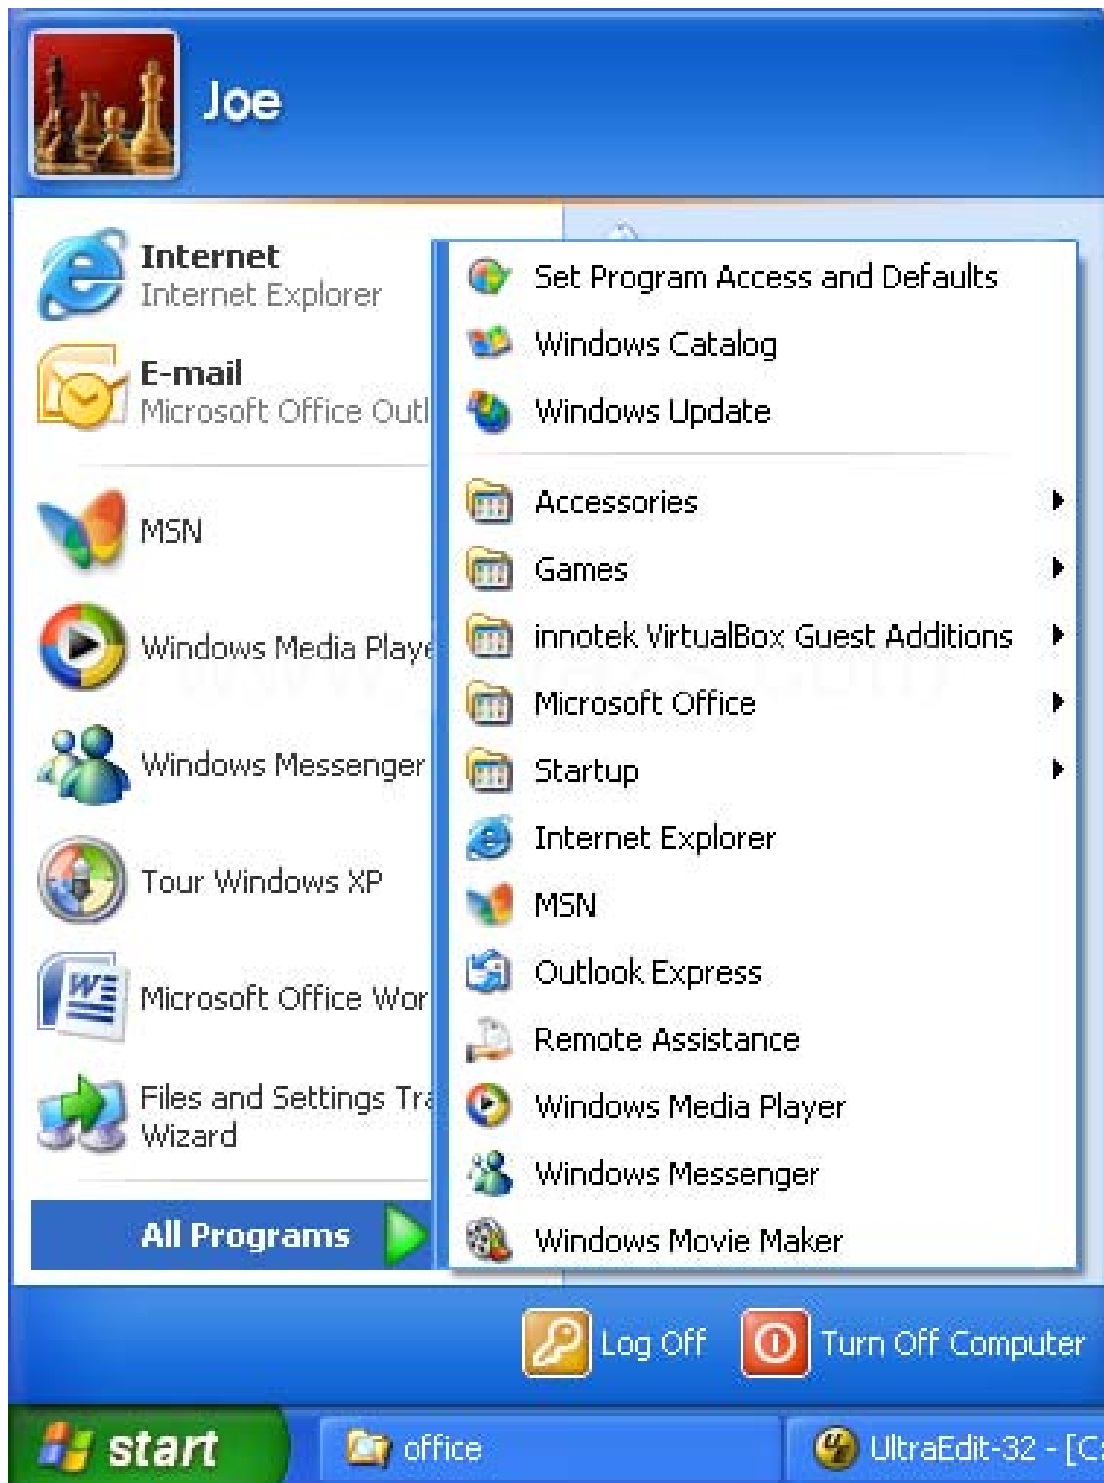 Joe
Internet
Internet Explorer
E-mail
Microsoft Office Outl
MSN
Windows Media Playe
Windows Messenger
Tour Windows XP
Microsoft Office Wor
Files and Settings Tra
Wizard
All Programs
Set Program Access and Defaults
Windows Catalog
Windows Update
Accessories
Games
innotek VirtualBox Guest Additions
Microsoft Office
Startup
Internet Explorer
MSN
Outlook Express
Remote Assistance
Windows Media Player
Windows Messenger
Windows Movie Maker
Log Off
Turn Off Computer
start
office
UltraEdit-32 - [C: